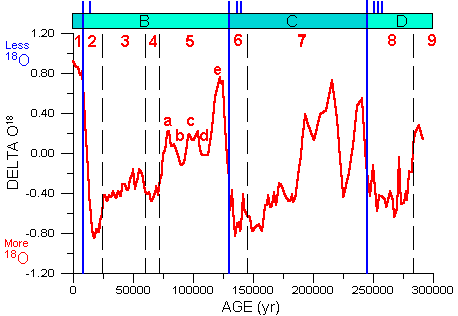 B C D
Less
18O
1.20
1 2 3 4 5 6 7 8 9
0.80
e
0.40
a c
b d
0.00
DELTA O18
-0.40
-0.80
More
18O
-1.20
0 50000 100000 150000 200000 250000 300000
AGE (yr)